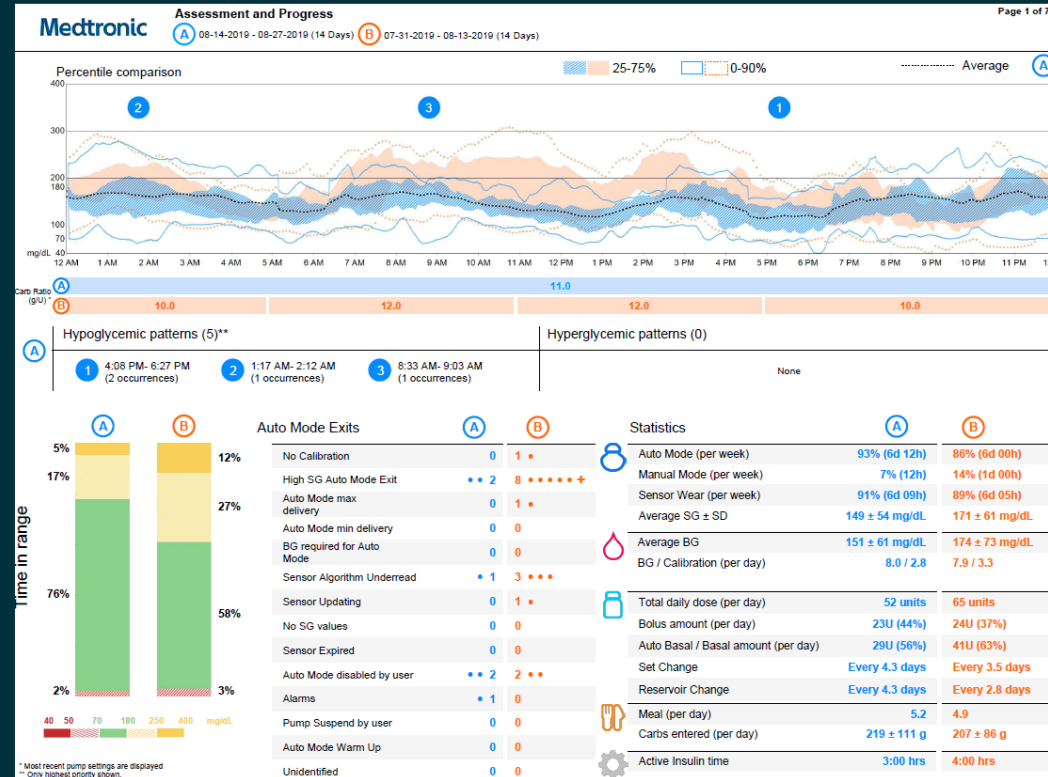 Medtronic
Assessment and Progress
Page 1 of 7
A 08-14-2019 - 08-27-2019 (14 Days) B 07-31-2019 - 08-13-2019 (14 Days)
Percentile comparison
25-75% 0-90% Average A
400
2 3 1
300
200
180
100
70
mg/dL 40
12 AM 1 AM 2 AM 3 AM 4 AM 5 AM 6 AM 7 AM 8 AM 9 AM 10 AM 11 AM 12 PM 1 PM 2 PM 3 PM 4 PM 5 PM 6 PM 7 PM 8 PM 9 PM 10 PM 11 PM 1
Carb Ratio
(g/U) *
A 11.0
B 10.0 12.0 12.0 10.0
A
Hypoglycemic patterns (5)**
1 4:08 PM- 6:27 PM
(2 occurrences)
2 1:17 AM- 2:12 AM
(1 occurrences)
3 8:33 AM- 9:03 AM
(1 occurrences)
Hyperglycemic patterns (0)
None
Time in range
A B
5% 12%
17% 27%
76% 58%
2% 3%
40 50 70 180 250 400 mg/dL
* Most recent pump settings are displayed
** Only highest priority shown.
Auto Mode Exits A B
No Calibration 0 1
High SG Auto Mode Exit 2 8 +
Auto Mode max
delivery 0 1
Auto Mode min delivery 0 0
BG required for Auto
Mode 0 0
Sensor Algorithm Underread 1 3
Sensor Updating 0 1
No SG values 0 0
Sensor Expired 0 0
Auto Mode disabled by user 2 2
Alarms 1 0
Pump Suspend by user 0 0
Auto Mode Warm Up 0 0
Unidentified 0 0
Statistics A B
Auto Mode (per week) 93% (6d 12h) 86% (6d 00h)
Manual Mode (per week) 7% (12h) 14% (1d 00h)
Sensor Wear (per week) 91% (6d 09h) 89% (6d 05h)
Average SG ± SD 149 ± 54 mg/dL 171 ± 61 mg/dL
Average BG 151 ± 61 mg/dL 174 ± 73 mg/dL
BG / Calibration (per day) 8.0 / 2.8 7.9 / 3.3
Total daily dose (per day) 52 units 65 units
Bolus amount (per day) 23U (44%) 24U (37%)
Auto Basal / Basal amount (per day) 29U (56%) 41U (63%)
Set Change Every 4.3 days Every 3.5 days
Reservoir Change Every 4.3 days Every 2.8 days
Meal (per day) 5.2 4.9
Carbs entered (per day) 219 ± 111 g 207 ± 86 g
Active Insulin time 3:00 hrs 4:00 hrs